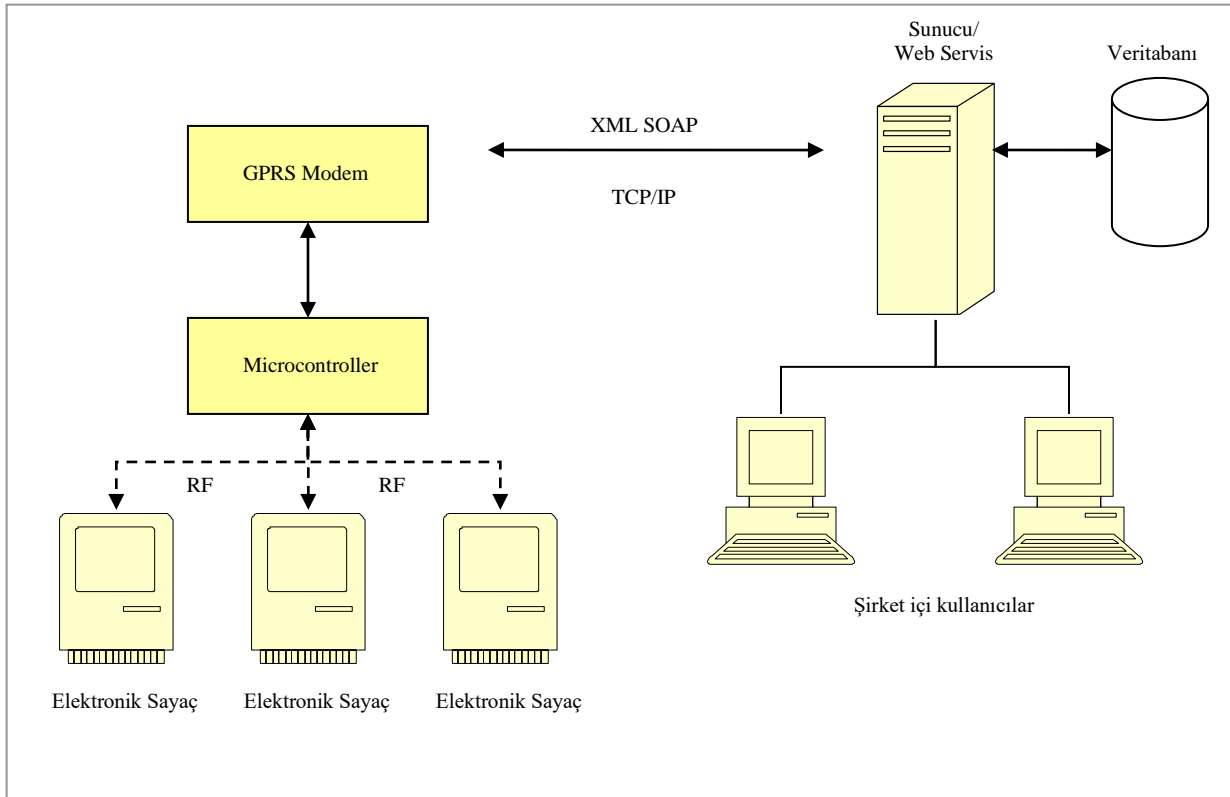 Sunucu/
Web Servis
Veritabanı
XML SOAP
GPRS Modem
TCP/IP
Microcontroller
RF
RF
Şirket içi kullanıcılar
Elektronik Sayaç
Elektronik Sayaç
Elektronik Sayaç